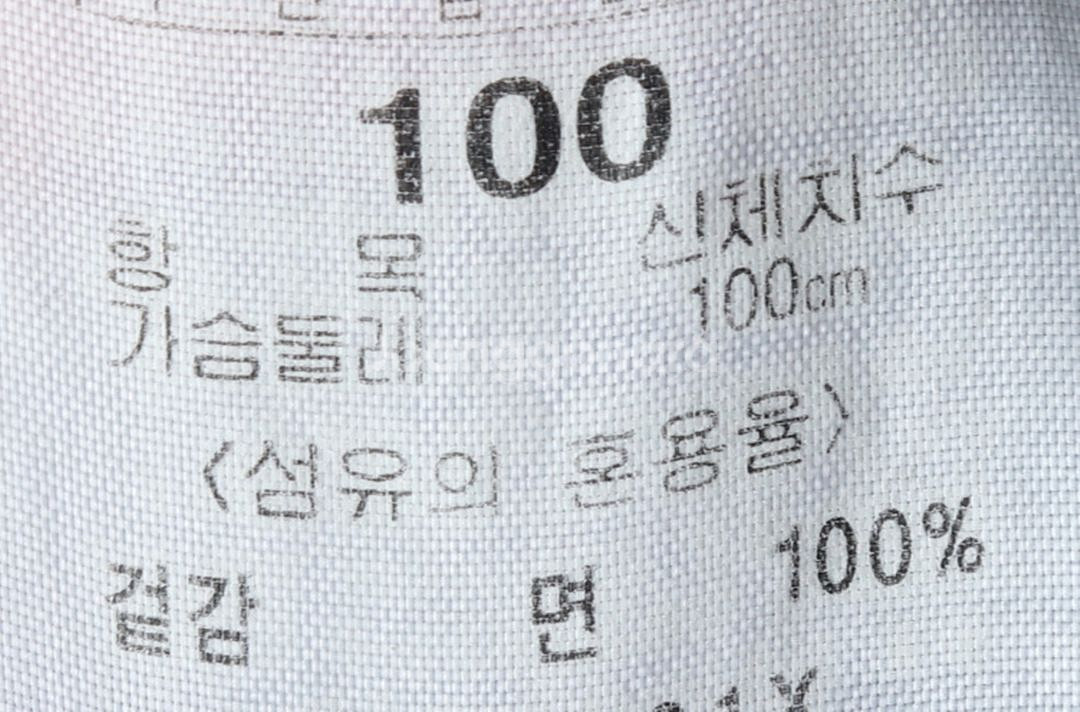 100
항 목 신체치수
가슴둘레 100cm
<섬유의 혼용율>
겉감 면 100%